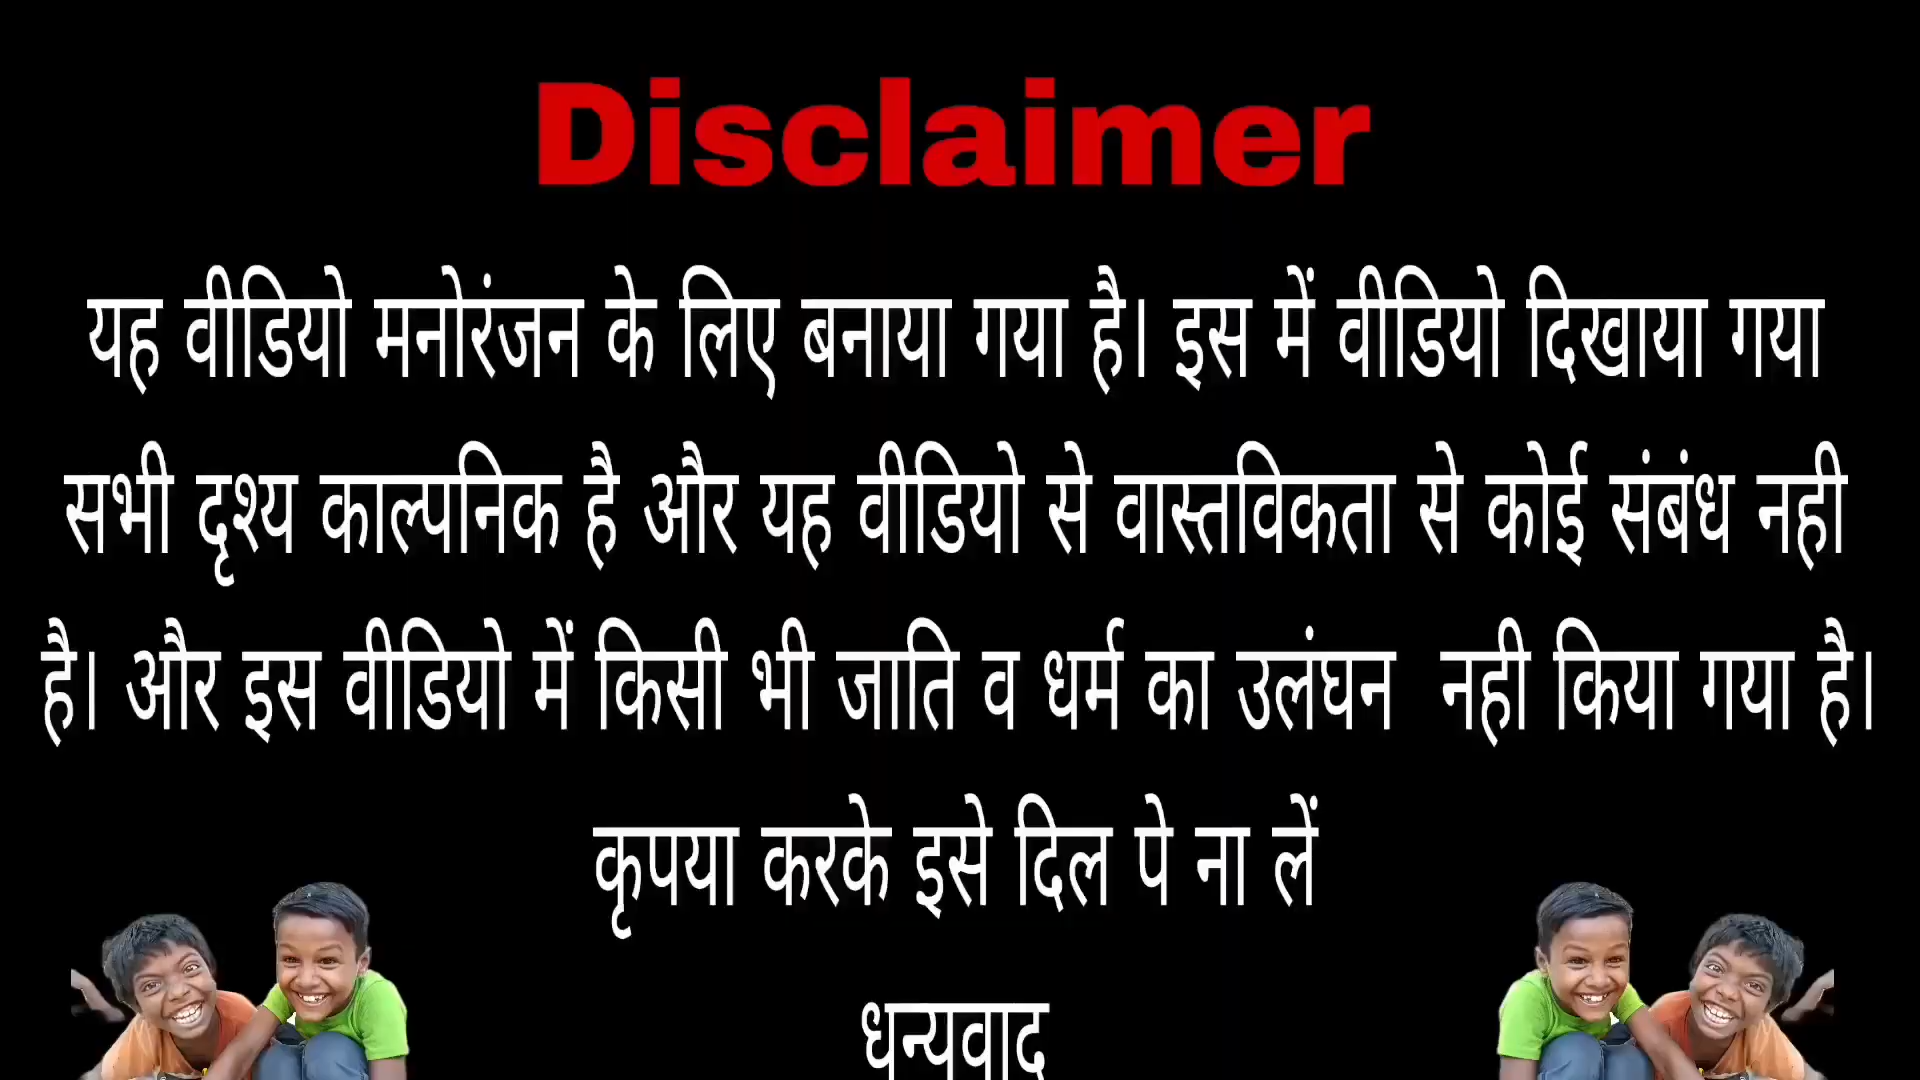 Disclaimer
यह वीडियो मनोरंजन के लिए बनाया गया है। इस में वीडियो दिखाया गया
सभी दृश्य काल्पनिक है और यह वीडियो से वास्तविकता से कोई संबंध नही
है। और इस वीडियो में किसी भी जाति व धर्म का उलंघन  नही किया गया है।
कृपया करके इसे दिल पे ना लें
धन्यवाद